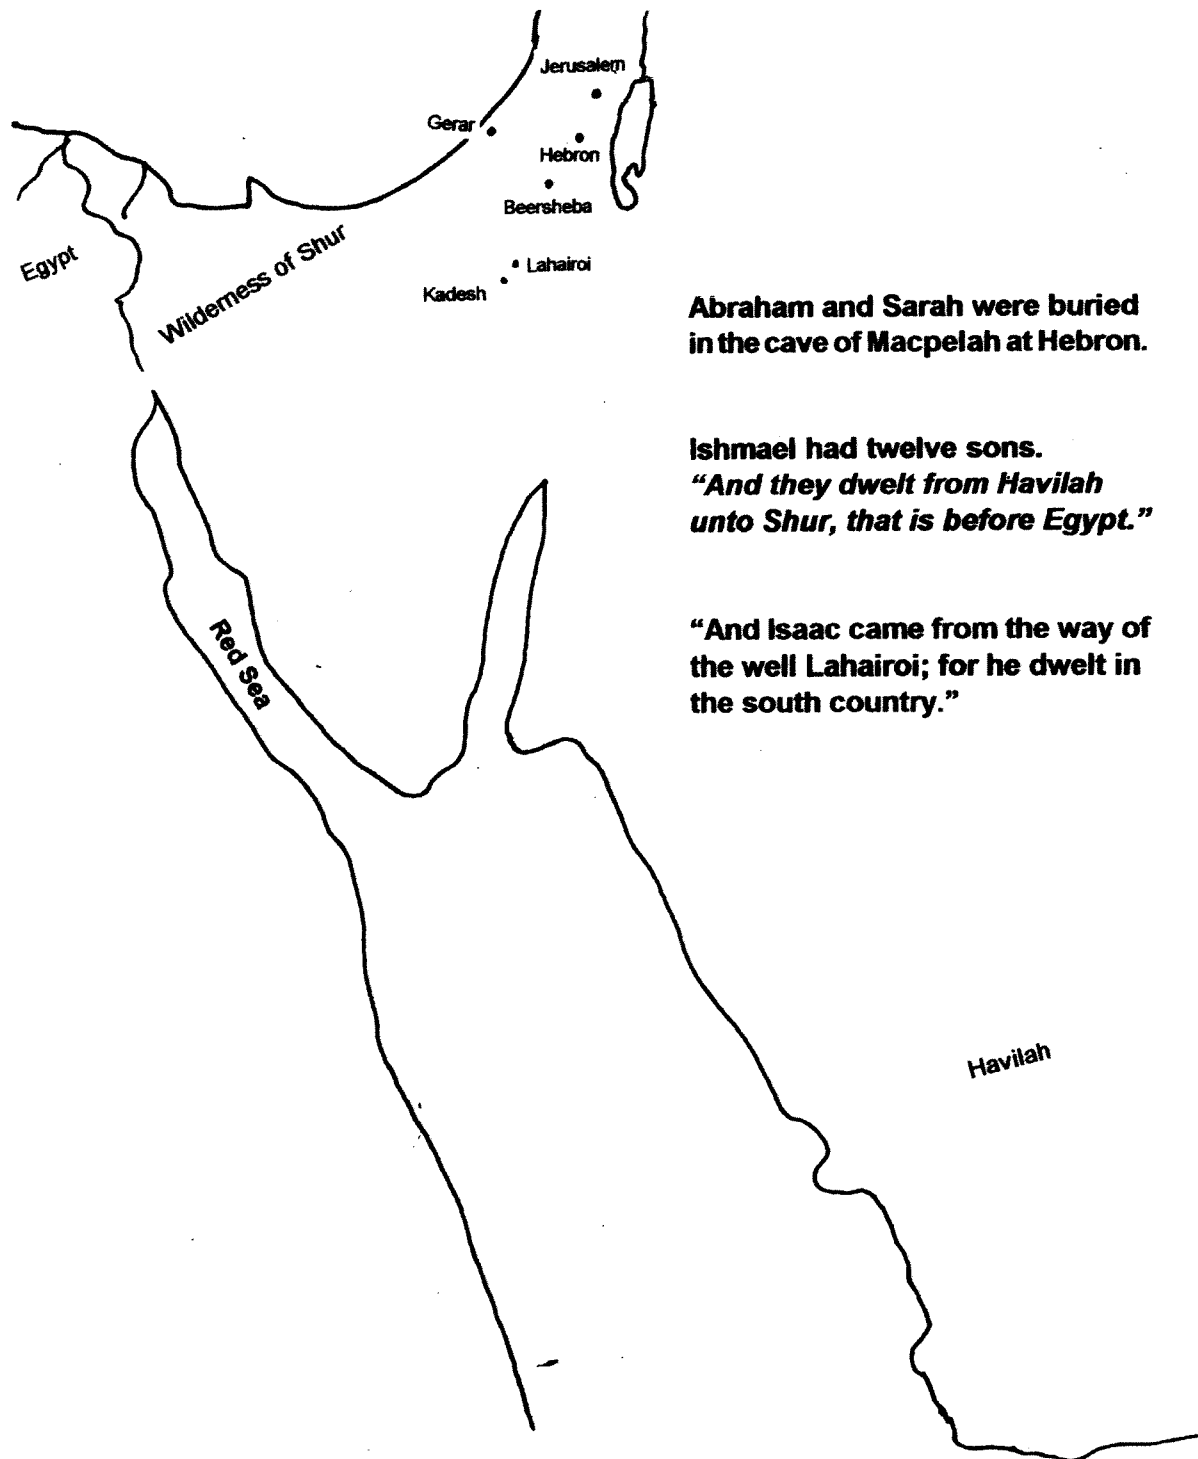 Jerusalem
Gerar
Hebron
Beersheba
Egypt
Wilderness of Shur
Lahairoi
Kadesh
Abraham and Sarah were buried
in the cave of Macpelah at Hebron.
Ishmael had twelve sons.
“And they dwelt from Havilah
unto Shur, that is before Egypt.”
“And Isaac came from the way of
the well Lahairoi; for he dwelt in
the south country.”
Red Sea
Havilah